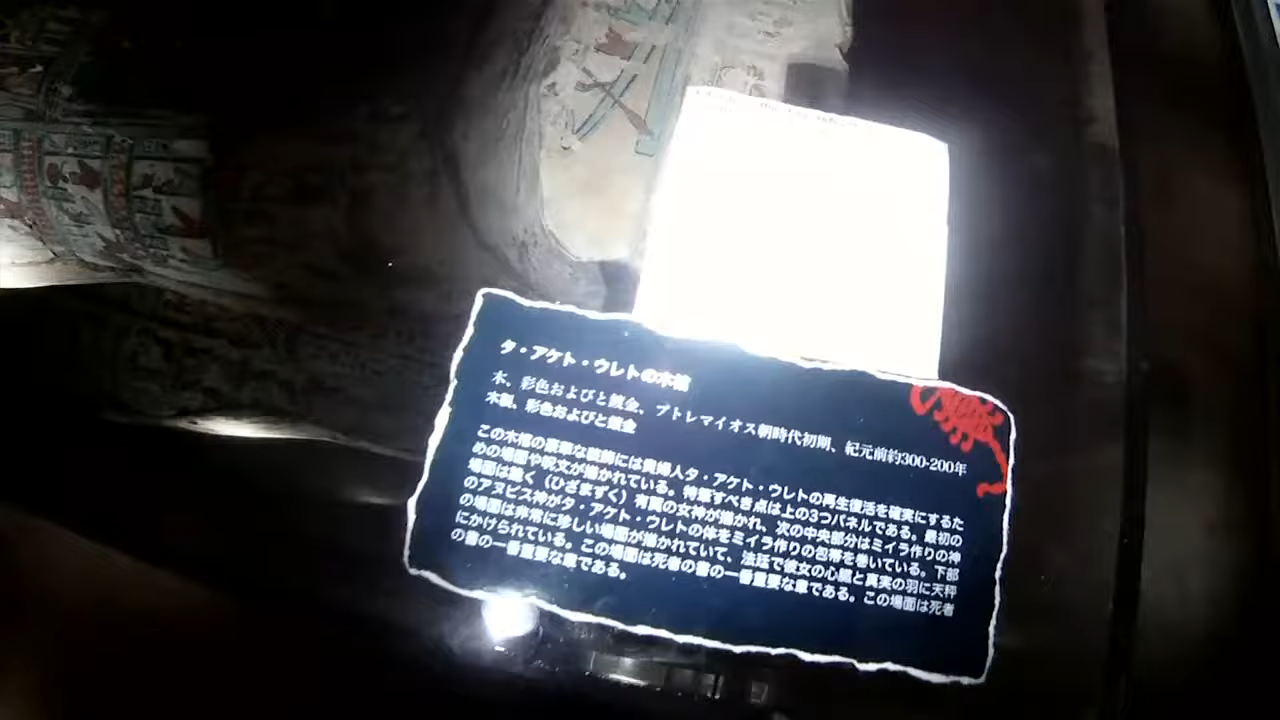 タ・アケト・ウレトの木棺
木、彩色およびと鍍金、プトレマイオス朝時代初期、紀元前約300-200年
木製、彩色およびと鍍金
この木棺の豪華な装飾には貴婦人タ・アケト・ウレトの再生復活を確実にするた
めの場面や呪文が描かれている。特筆すべき点は上の3つパネルである。最初の
場面は跪く（ひざまずく）有翼の女神が描かれ、次の中央部分はミイラ作りの神
のアヌビス神がタ・アケト・ウレトの体をミイラ作りの包帯を巻いている。下部
の場面は非常に珍しい場面が描かれていて、法廷で彼女の心臓と真実の羽に天秤
にかけられている。この場面は死者の書の一番重要な章である。この場面は死者
の書の一番重要な章である。